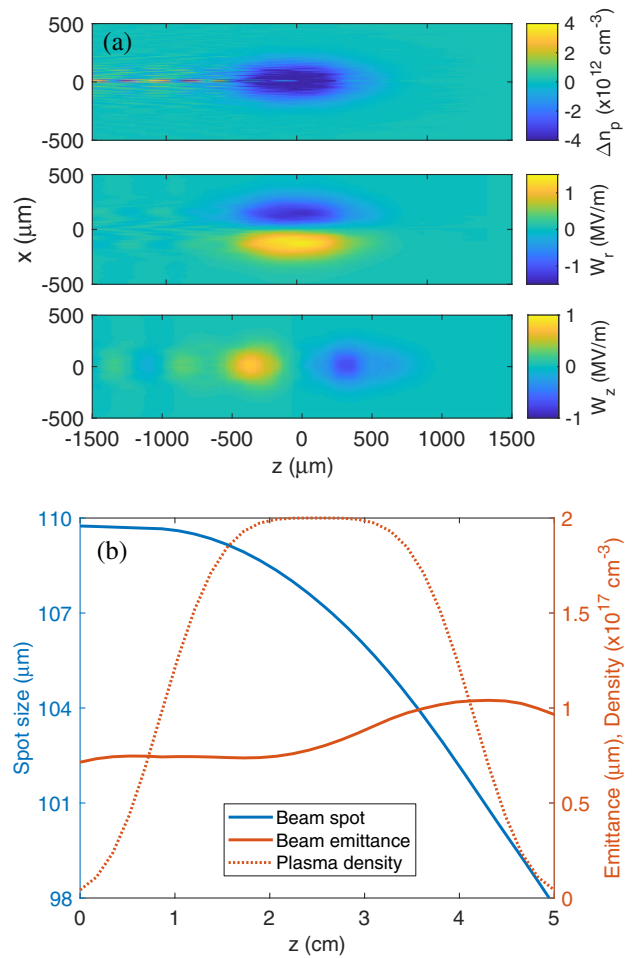 (a)
500
0
-500
4
2
0
-2
-4
Δn_p (x10^12 cm^-3)
500
0
-500
x (μm)
1
0
-1
W_r (MV/m)
500
0
-500
1
0
-1
W_z (MV/m)
-1500 -1000 -500 0 500 1000 1500
z (μm)
(b)
110
107
104
101
98
Spot size (μm)
2
1.5
1
0.5
0
Emittance (μm), Density (x10^17 cm^-3)
Beam spot
Beam emittance
Plasma density
0 1 2 3 4 5
z (cm)